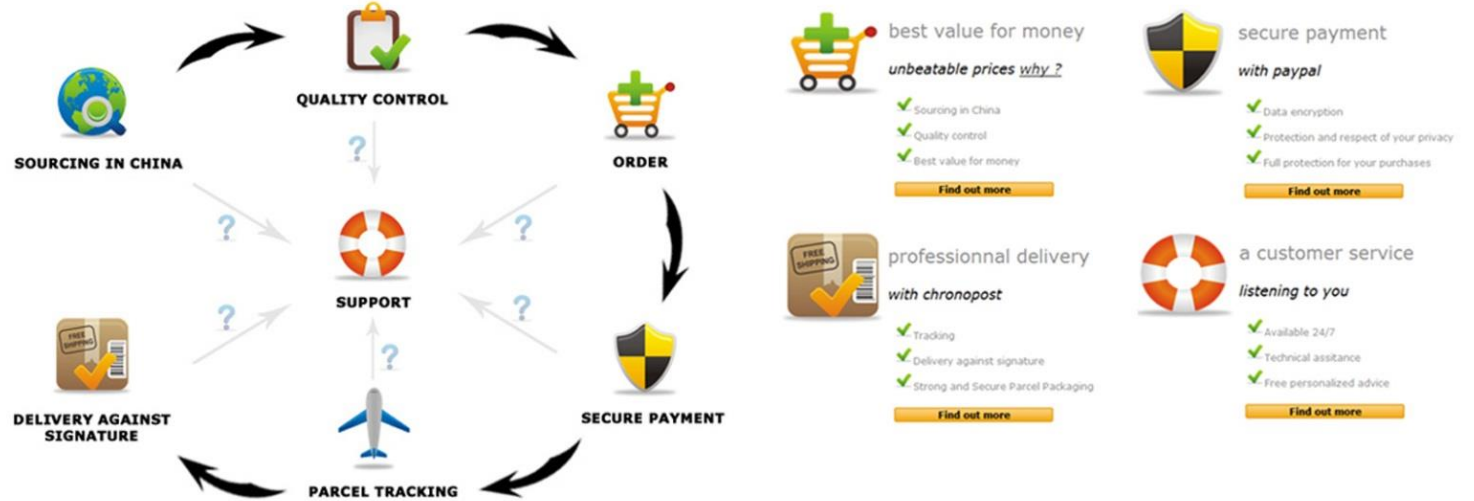 QUALITY CONTROL
SOURCING IN CHINA
ORDER
?
?
?
SUPPORT
?
?
?
FREE
SHIPPING
DELIVERY AGAINST
SIGNATURE
SECURE PAYMENT
PARCEL TRACKING
best value for money
unbeatable prices why ?
Sourcing in China
Quality control
Best value for money
Find out more
secure payment
with paypal
Data encryption
Protection and respect of your privacy
Full protection for your purchases
Find out more
FREE
SHIPPING
professionnal delivery
with chronopost
Tracking
Delivery against signature
Strong and Secure Parcel Packaging
Find out more
a customer service
listening to you
Available 24/7
Technical assitance
Free personalized advice
Find out more